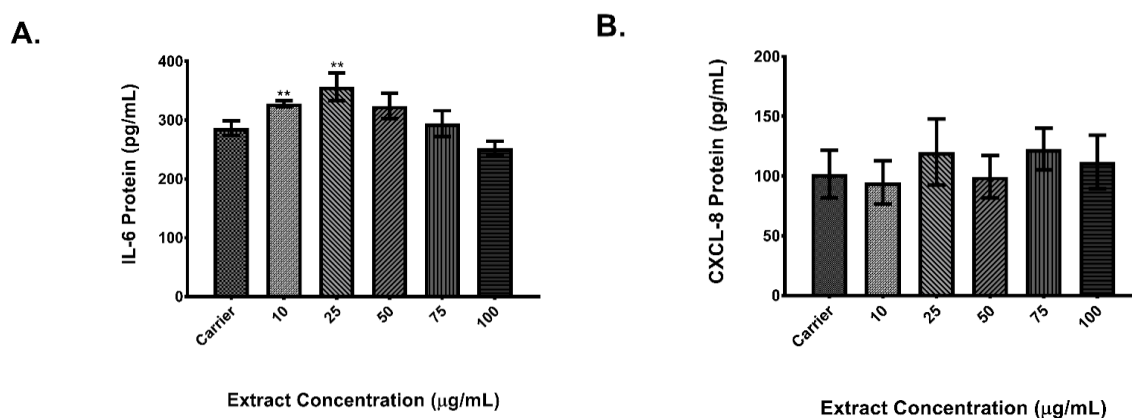 A.
IL-6 Protein (pg/mL)
400
300
200
100
0
**
**
Carrier
10
25
50
75
100
Extract Concentration (μg/mL)
B.
CXCL-8 Protein (pg/mL)
200
150
100
50
0
Carrier
10
25
50
75
100
Extract Concentration (μg/mL)